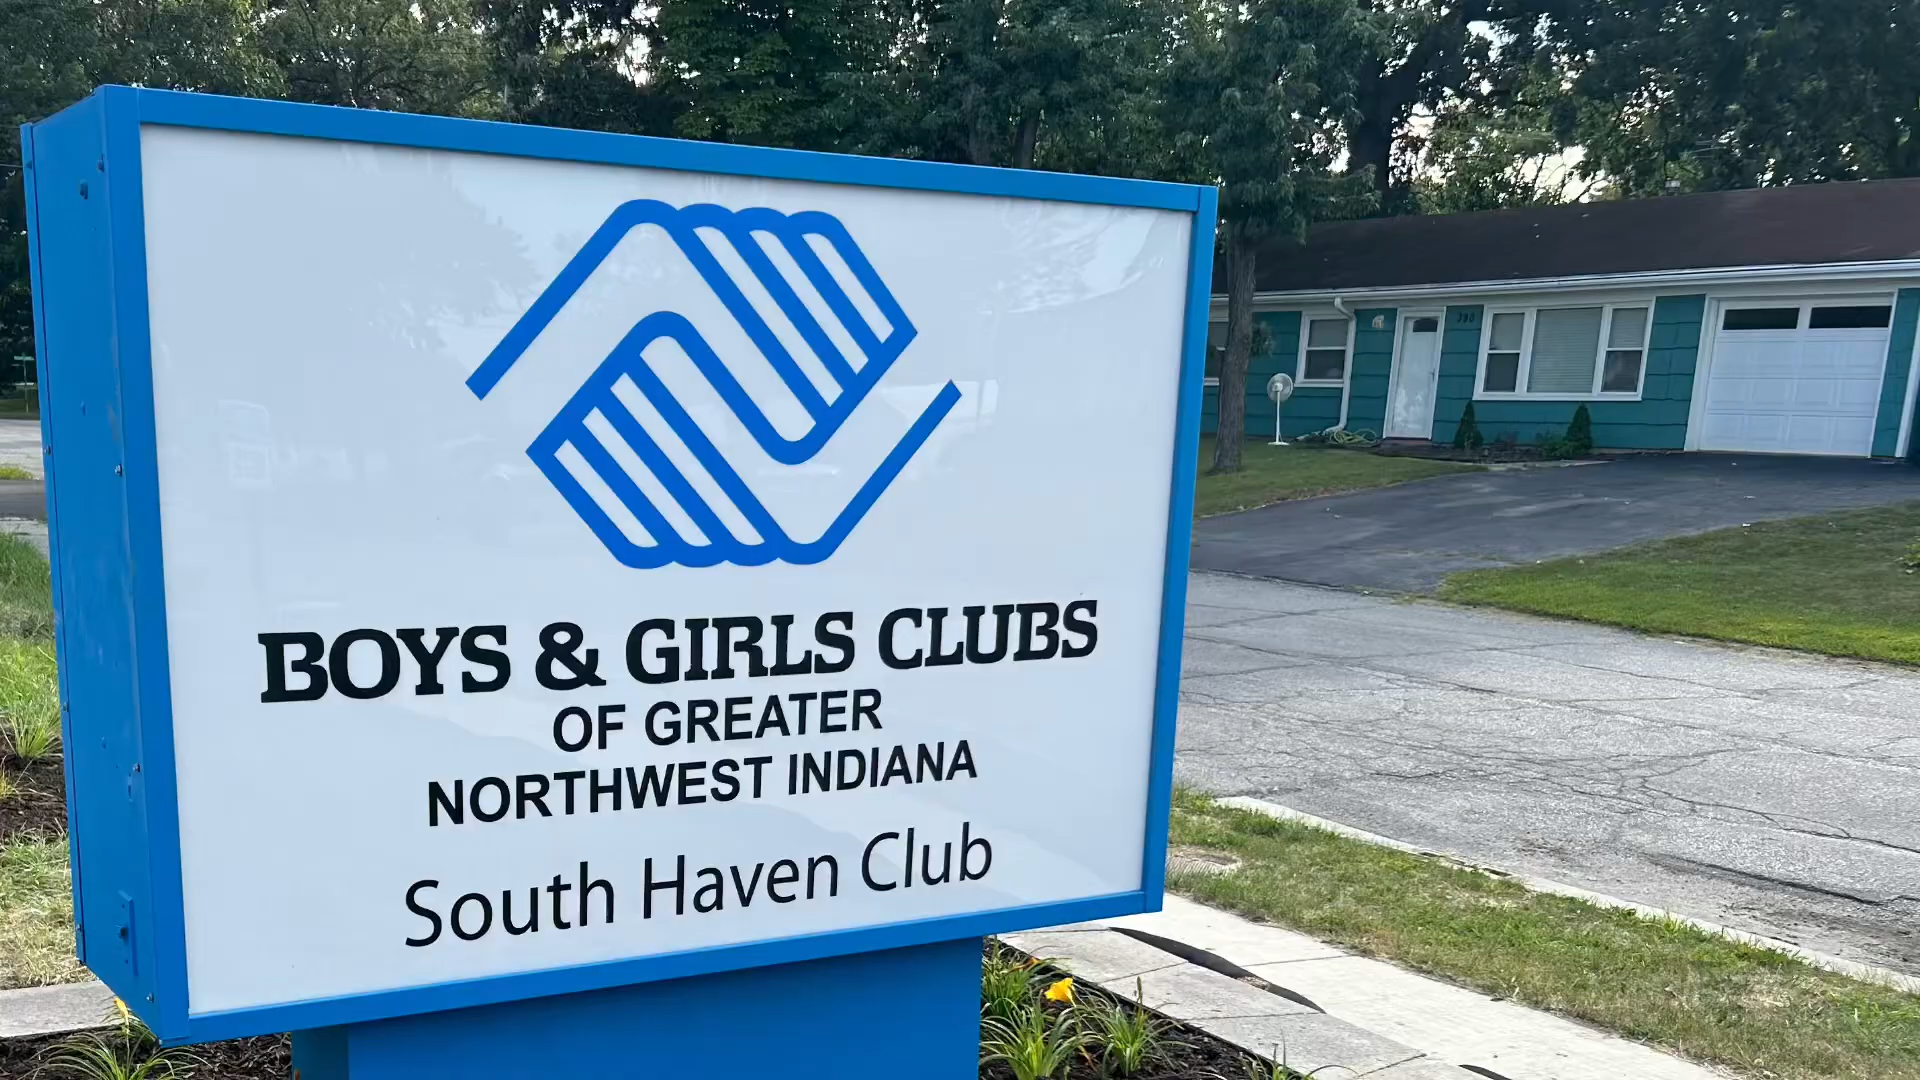 BOYS & GIRLS CLUBS
OF GREATER
NORTHWEST INDIANA
South Haven Club